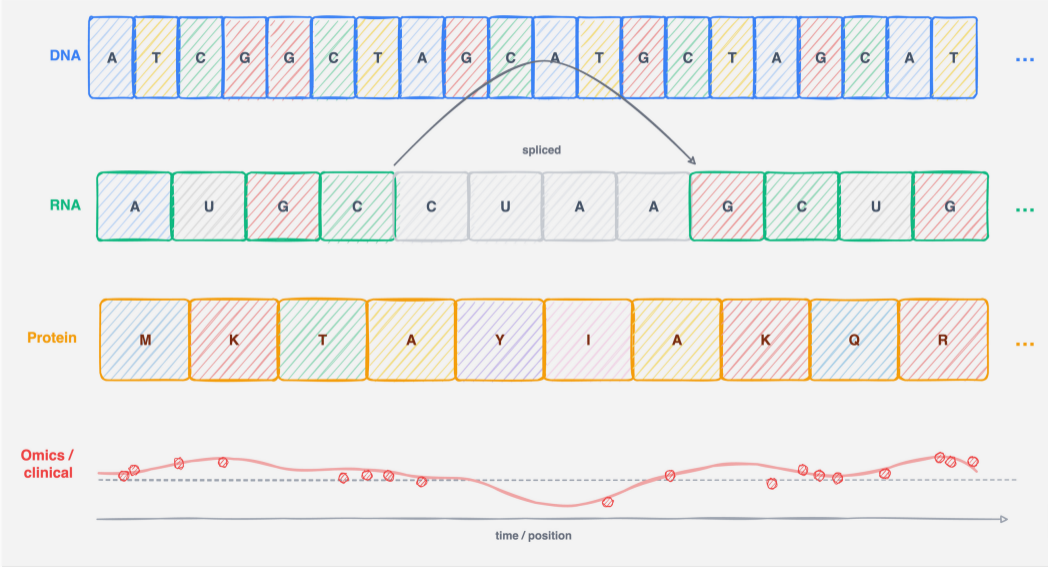 DNA A T C G G C T A G C A T G C T A G C A T ...
spliced
RNA A U G C C U A A G C U G ...
Protein M K T A Y I A K Q R ...
Omics /
clinical
time / position